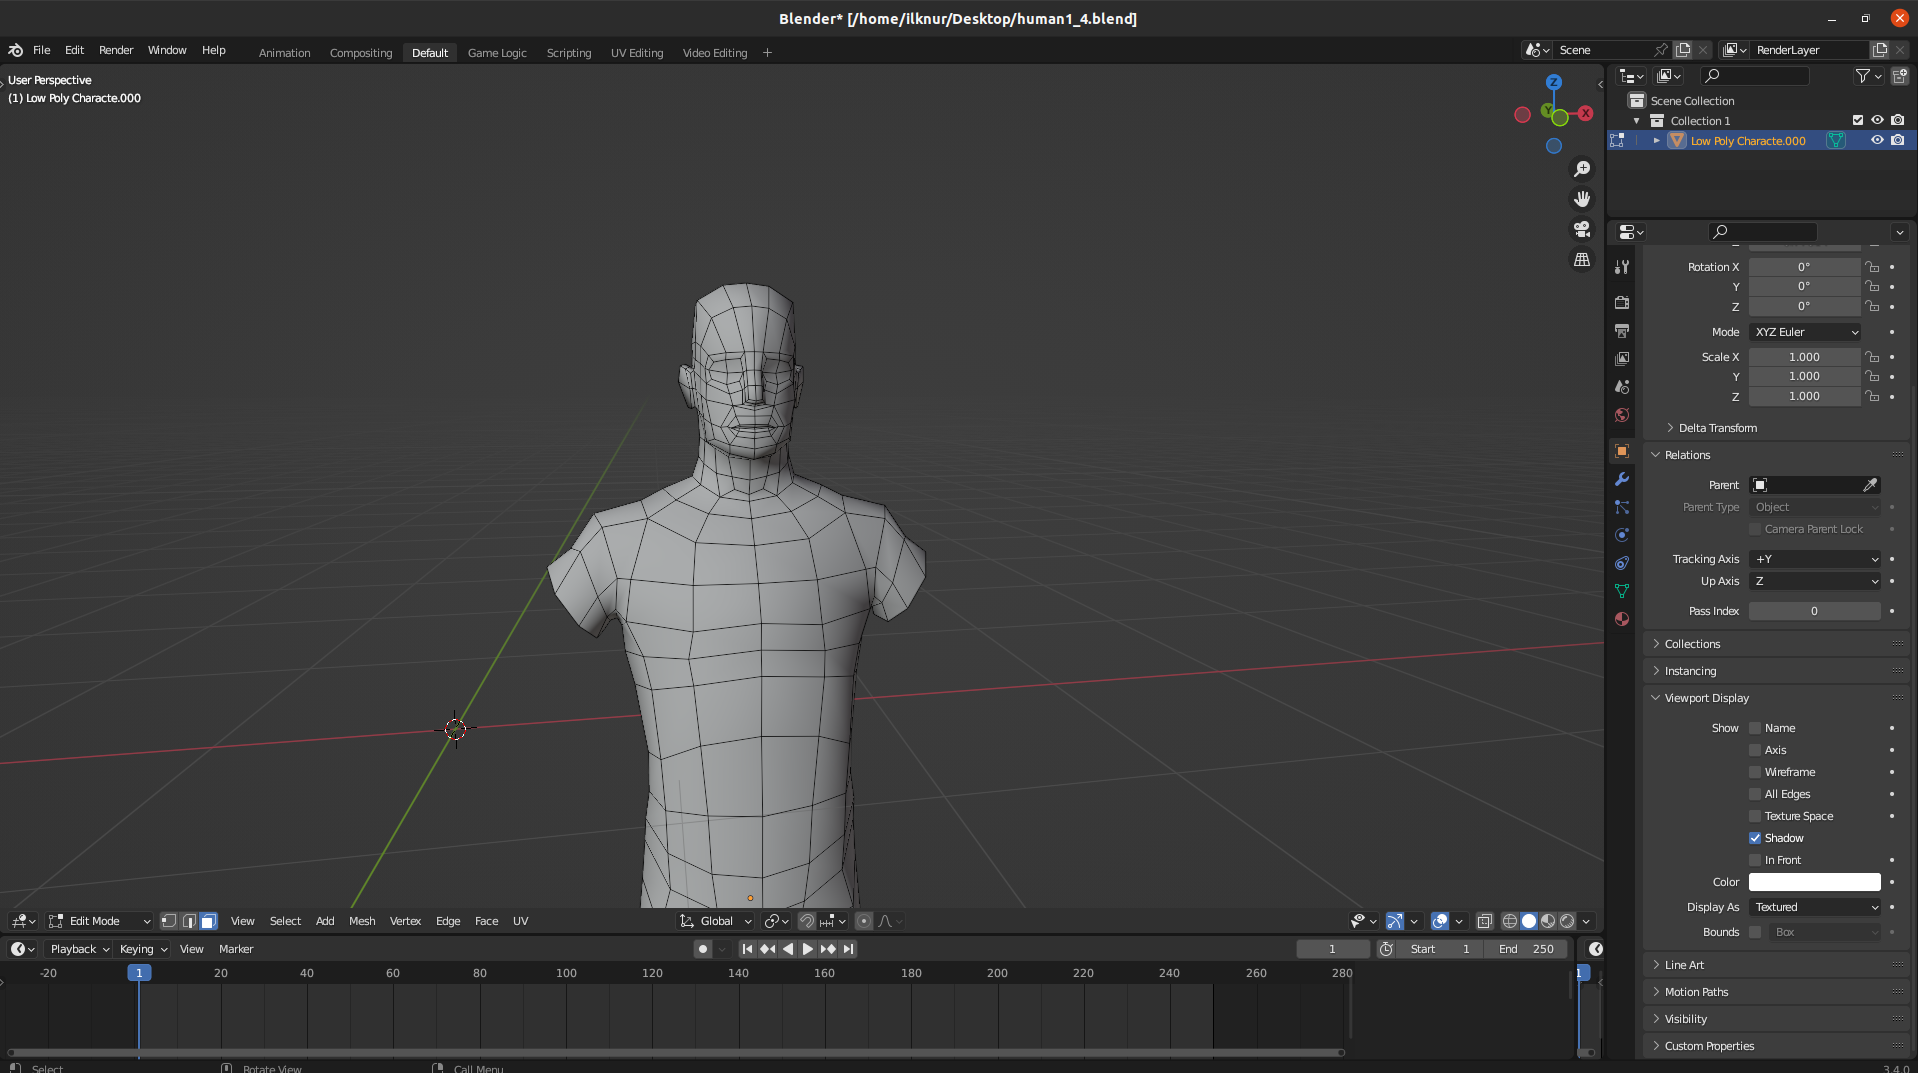 Blender* [/home/ilknur/Desktop/human1_4.blend]
File Edit Render Window Help Animation Compositing Default Game Logic Scripting UV Editing Video Editing + Scene RenderLayer
User Perspective
(1) Low Poly Characte.000
Z
Y X
Scene Collection
Collection 1
Low Poly Characte.000
Rotation X 0°
Y 0°
Z 0°
Mode XYZ Euler
Scale X 1.000
Y 1.000
Z 1.000
Delta Transform
Relations
Parent
Parent Type Object
Camera Parent Lock
Tracking Axis +Y
Up Axis Z
Pass Index 0
Collections
Instancing
Viewport Display
Show Name
Axis
Wireframe
All Edges
Texture Space
Shadow
In Front
Color
Display As Textured
Bounds Box
Line Art
Motion Paths
Visibility
Custom Properties
Edit Mode View Select Add Mesh Vertex Edge Face UV Global
Playback Keying View Marker 1 Start 1 End 250
-20 1 20 40 60 80 100 120 140 160 180 200 220 240 260 280 1
Select Rotate View Call Menu 3.4.0